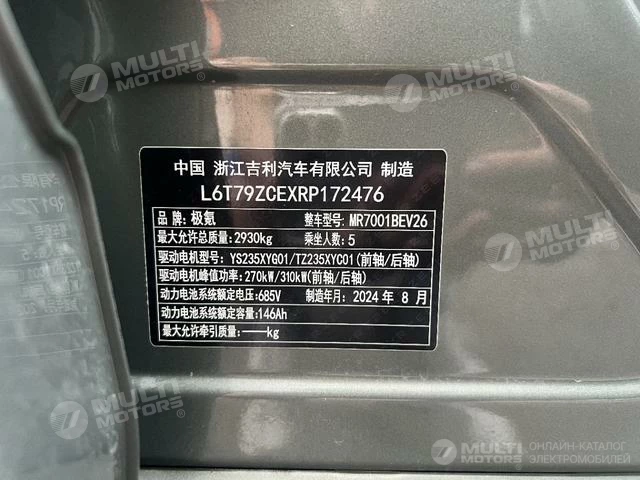 中国 浙江吉利汽车有限公司 制造
L6T79ZCEXRP172476
品牌:极氪 整车型号:MR7001BEV26
最大允许总质量:2930kg 乘坐人数:5
驱动电机型号:YS235XYG01/TZ235XYC01(前轴/后轴)
驱动电机峰值功率:270kW/310kW(前轴/后轴)
动力电池系统额定电压:685V 制造年月:2024 年 8 月
动力电池系统额定容量:146Ah
最大允许牵引质量:——kg
MULTI MOTORS
MULTI MOTORS
MULTI MOTORS
MULTI MOTORS
MULTI MOTORS
ОНЛАЙН-КАТАЛОГ
ЭЛЕКТРОМОБИЛЕЙ